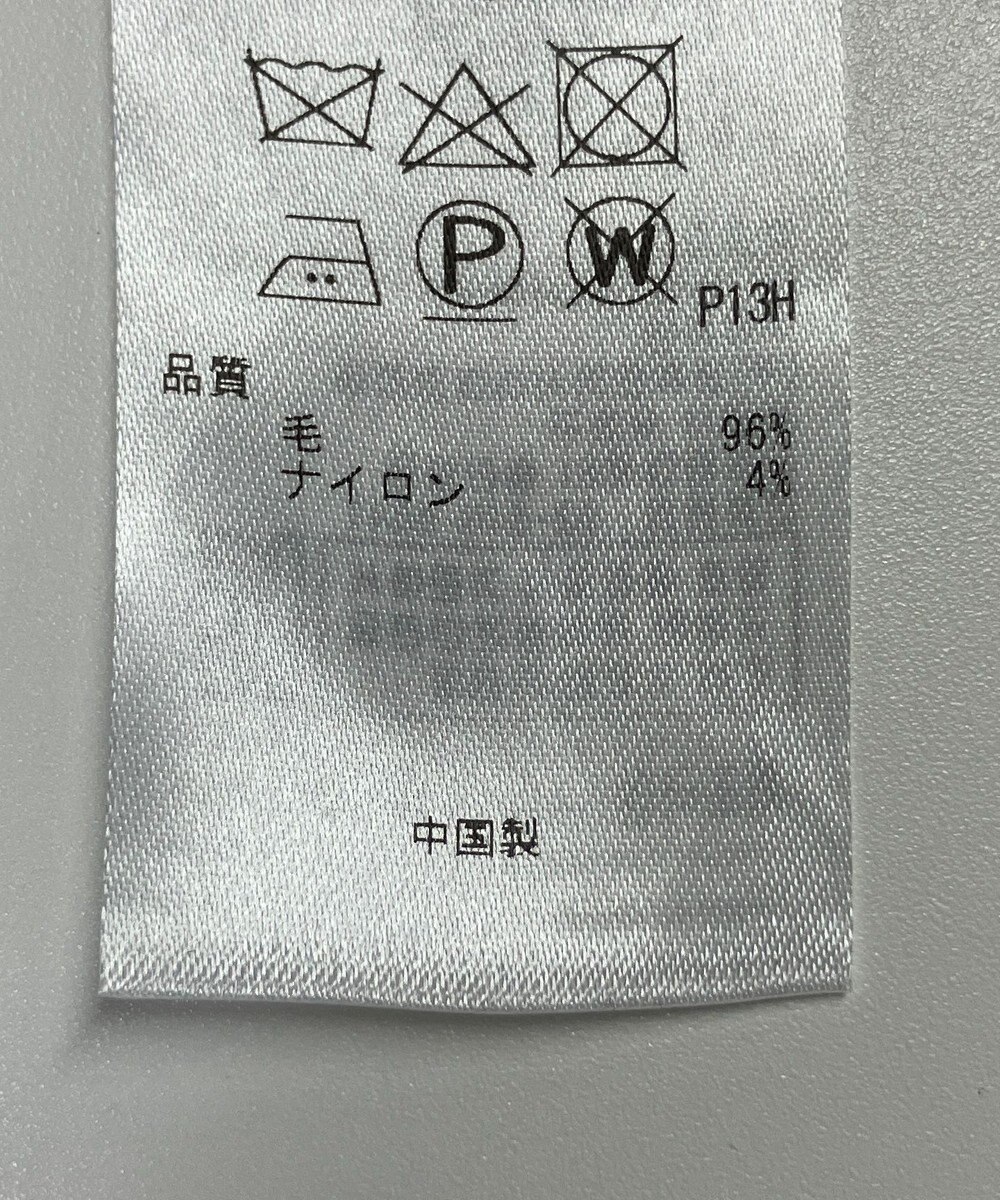 P W P13H
品質
毛 96%
ナイロン 4%
中国製